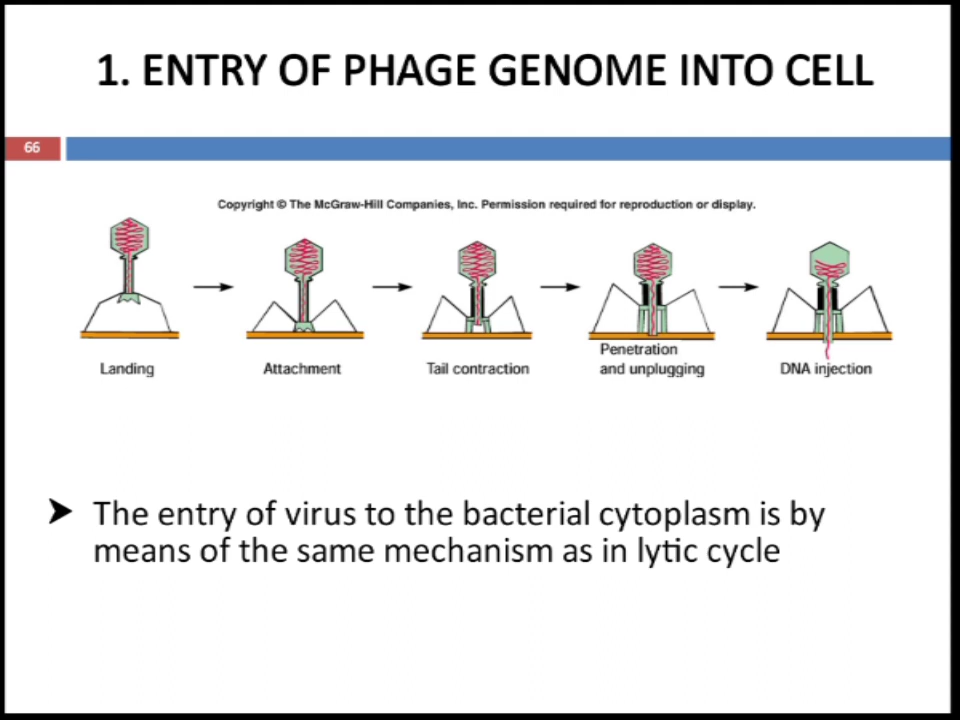 1. ENTRY OF PHAGE GENOME INTO CELL
66
Copyright © The McGraw-Hill Companies, Inc. Permission required for reproduction or display.
Landing
Attachment
Tail contraction
Penetration
and unplugging
DNA injection
➤ The entry of virus to the bacterial cytoplasm is by
means of the same mechanism as in lytic cycle